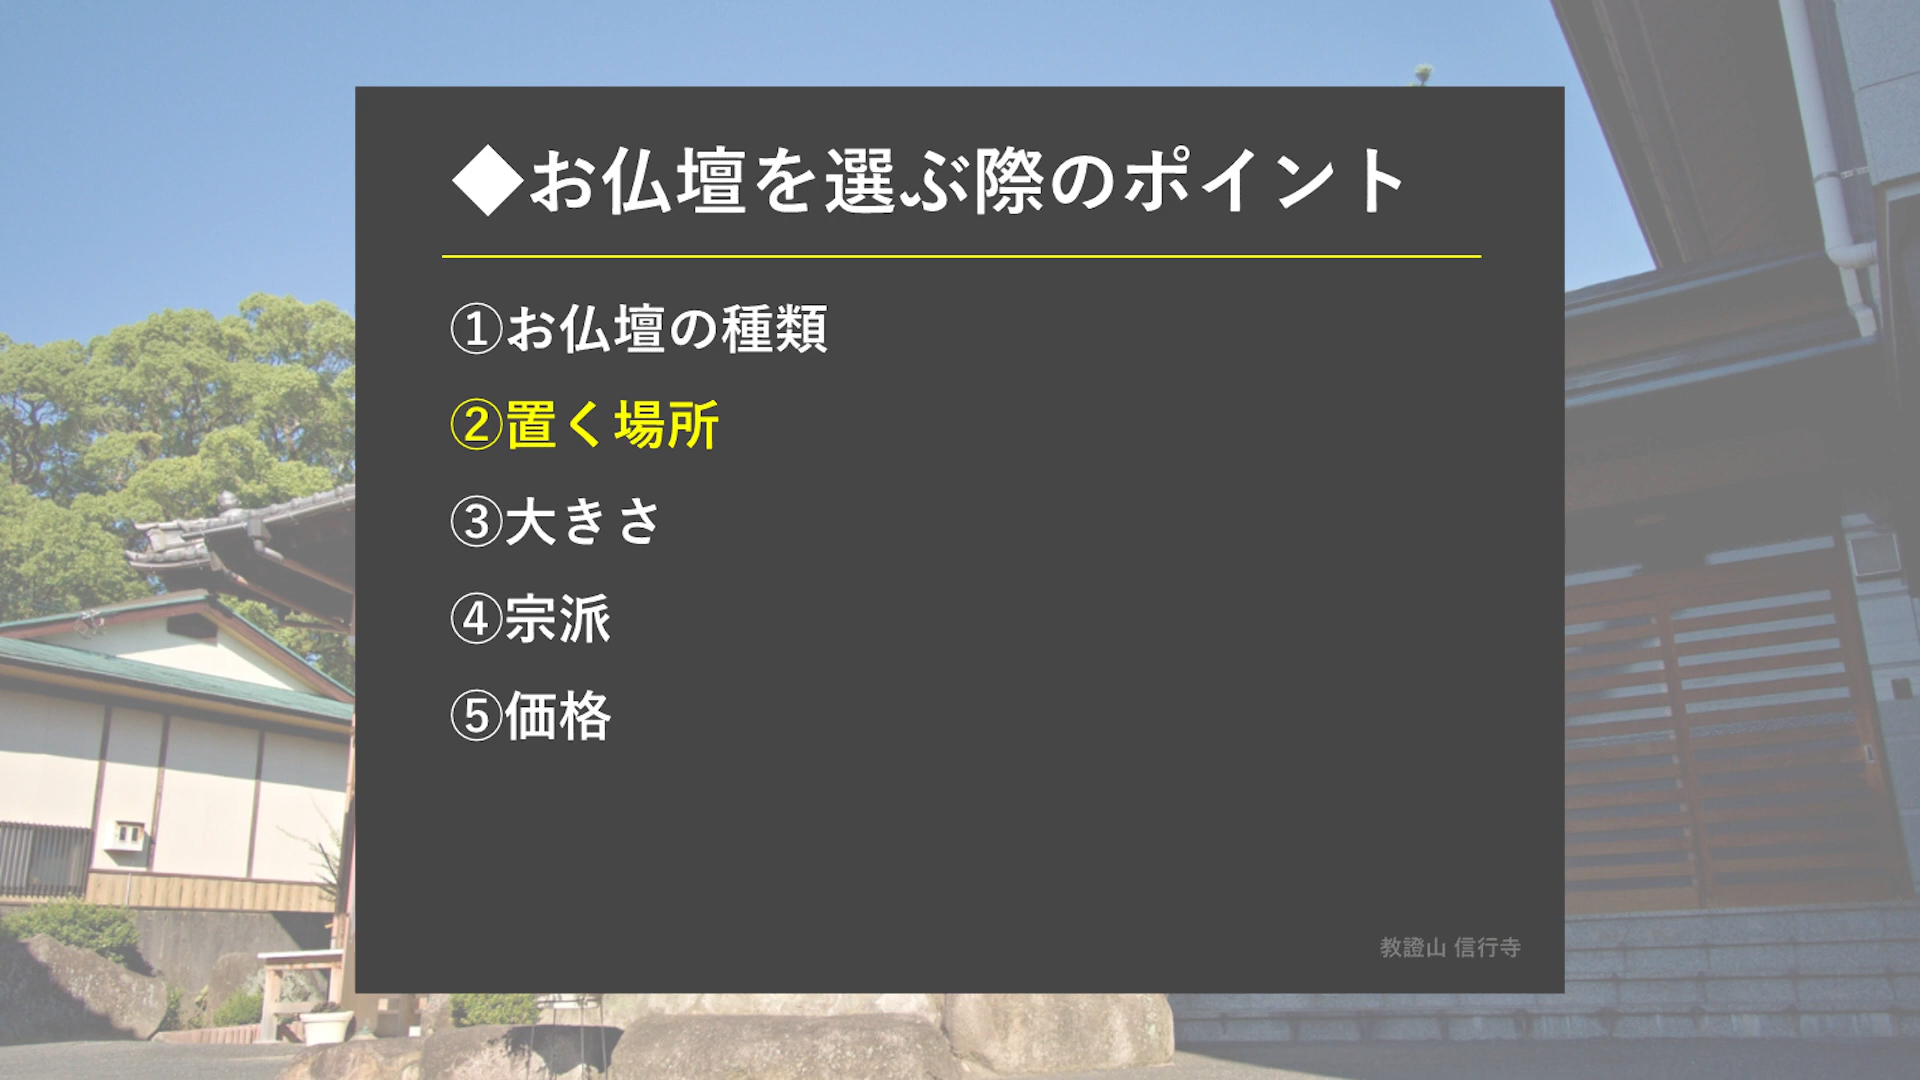 ◆お仏壇を選ぶ際のポイント
①お仏壇の種類
②置く場所
③大きさ
④宗派
⑤価格
教證山 信行寺